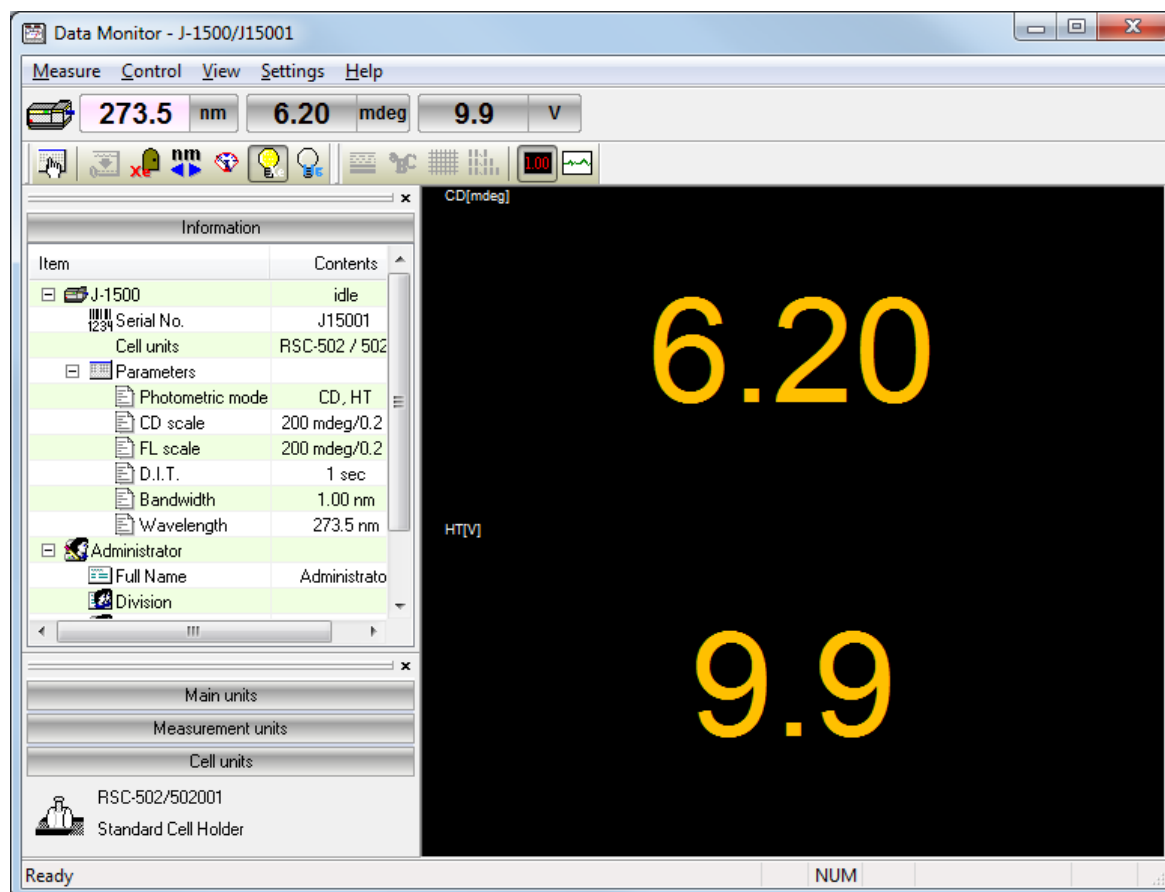 Data Monitor - J-1500/J15001
Measure Control View Settings Help
273.5 nm 6.20 mdeg 9.9 V
Xe nm 1.00
Information
Item Contents
J-1500 idle
1234 Serial No. J15001
Cell units RSC-502 / 502
Parameters
Photometric mode CD, HT
CD scale 200 mdeg/0.2
FL scale 200 mdeg/0.2
D.I.T. 1 sec
Bandwidth 1.00 nm
Wavelength 273.5 nm
Administrator
Full Name Administrato
Division
Main units
Measurement units
Cell units
RSC-502/502001
Standard Cell Holder
CD[mdeg]
6.20
HT[V]
9.9
Ready NUM